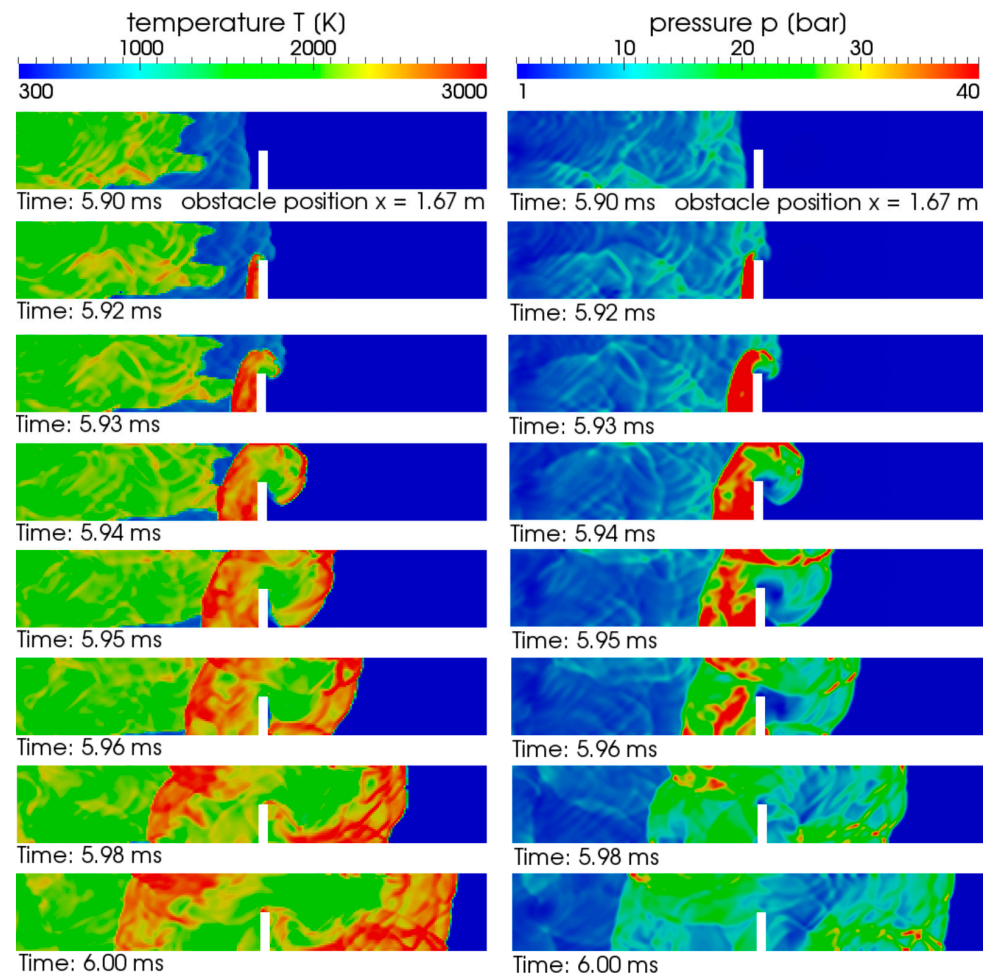 temperature T [K]
pressure p [bar]
1000 2000
10 20 30
300 3000
1 40
Time: 5.90 ms obstacle position x = 1.67 m
Time: 5.90 ms obstacle position x = 1.67 m
Time: 5.92 ms
Time: 5.92 ms
Time: 5.93 ms
Time: 5.93 ms
Time: 5.94 ms
Time: 5.94 ms
Time: 5.95 ms
Time: 5.95 ms
Time: 5.96 ms
Time: 5.96 ms
Time: 5.98 ms
Time: 5.98 ms
Time: 6.00 ms
Time: 6.00 ms